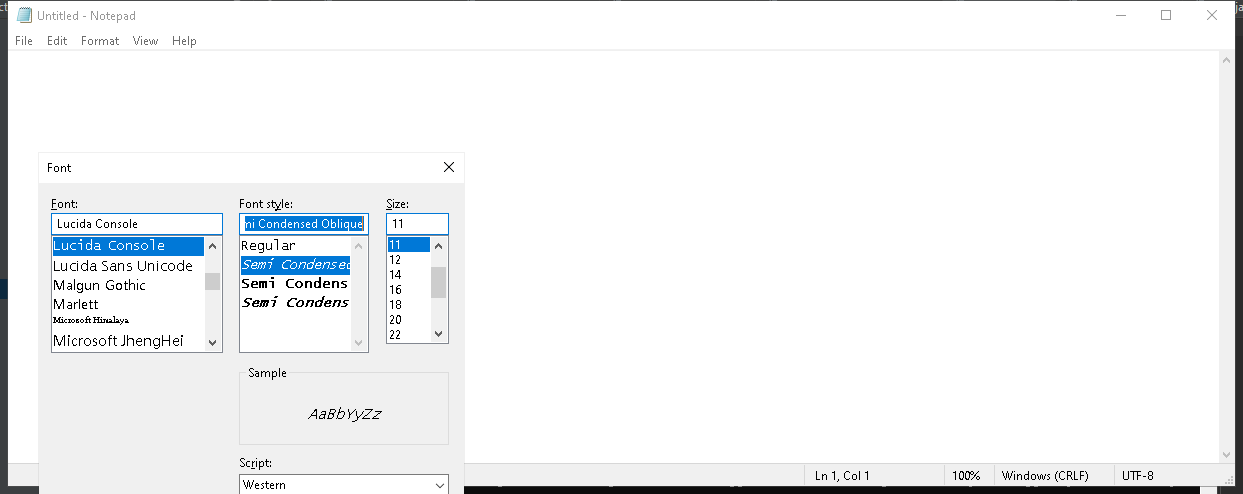 Untitled - Notepad
File Edit Format View Help
Font
Font: Font style: Size:
Lucida Console ni Condensed Oblique 11
Lucida Console Regular 11
Lucida Sans Unicode Semi Condensed 12
Malgun Gothic Semi Condens 14
Marlett Semi Condens 16
Microsoft Himalaya 18
Microsoft JhengHei 20
22
Sample
AaBbYyZz
Script:
Western
Ln 1, Col 1 100% Windows (CRLF) UTF-8